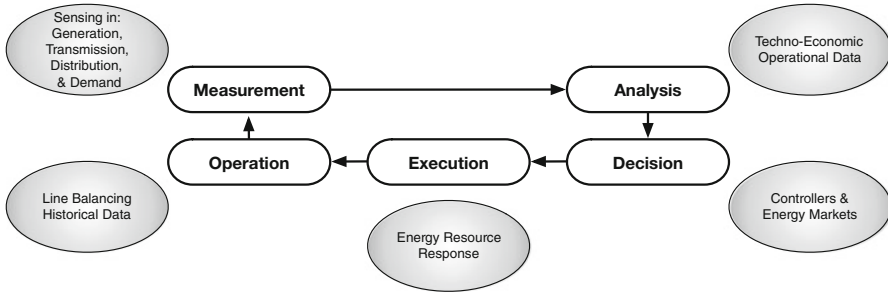 Sensing in:
Generation,
Transmission,
Distribution,
& Demand
Techno-Economic
Operational Data
Measurement
Analysis
Operation
Execution
Decision
Line Balancing
Historical Data
Controllers &
Energy Markets
Energy Resource
Response